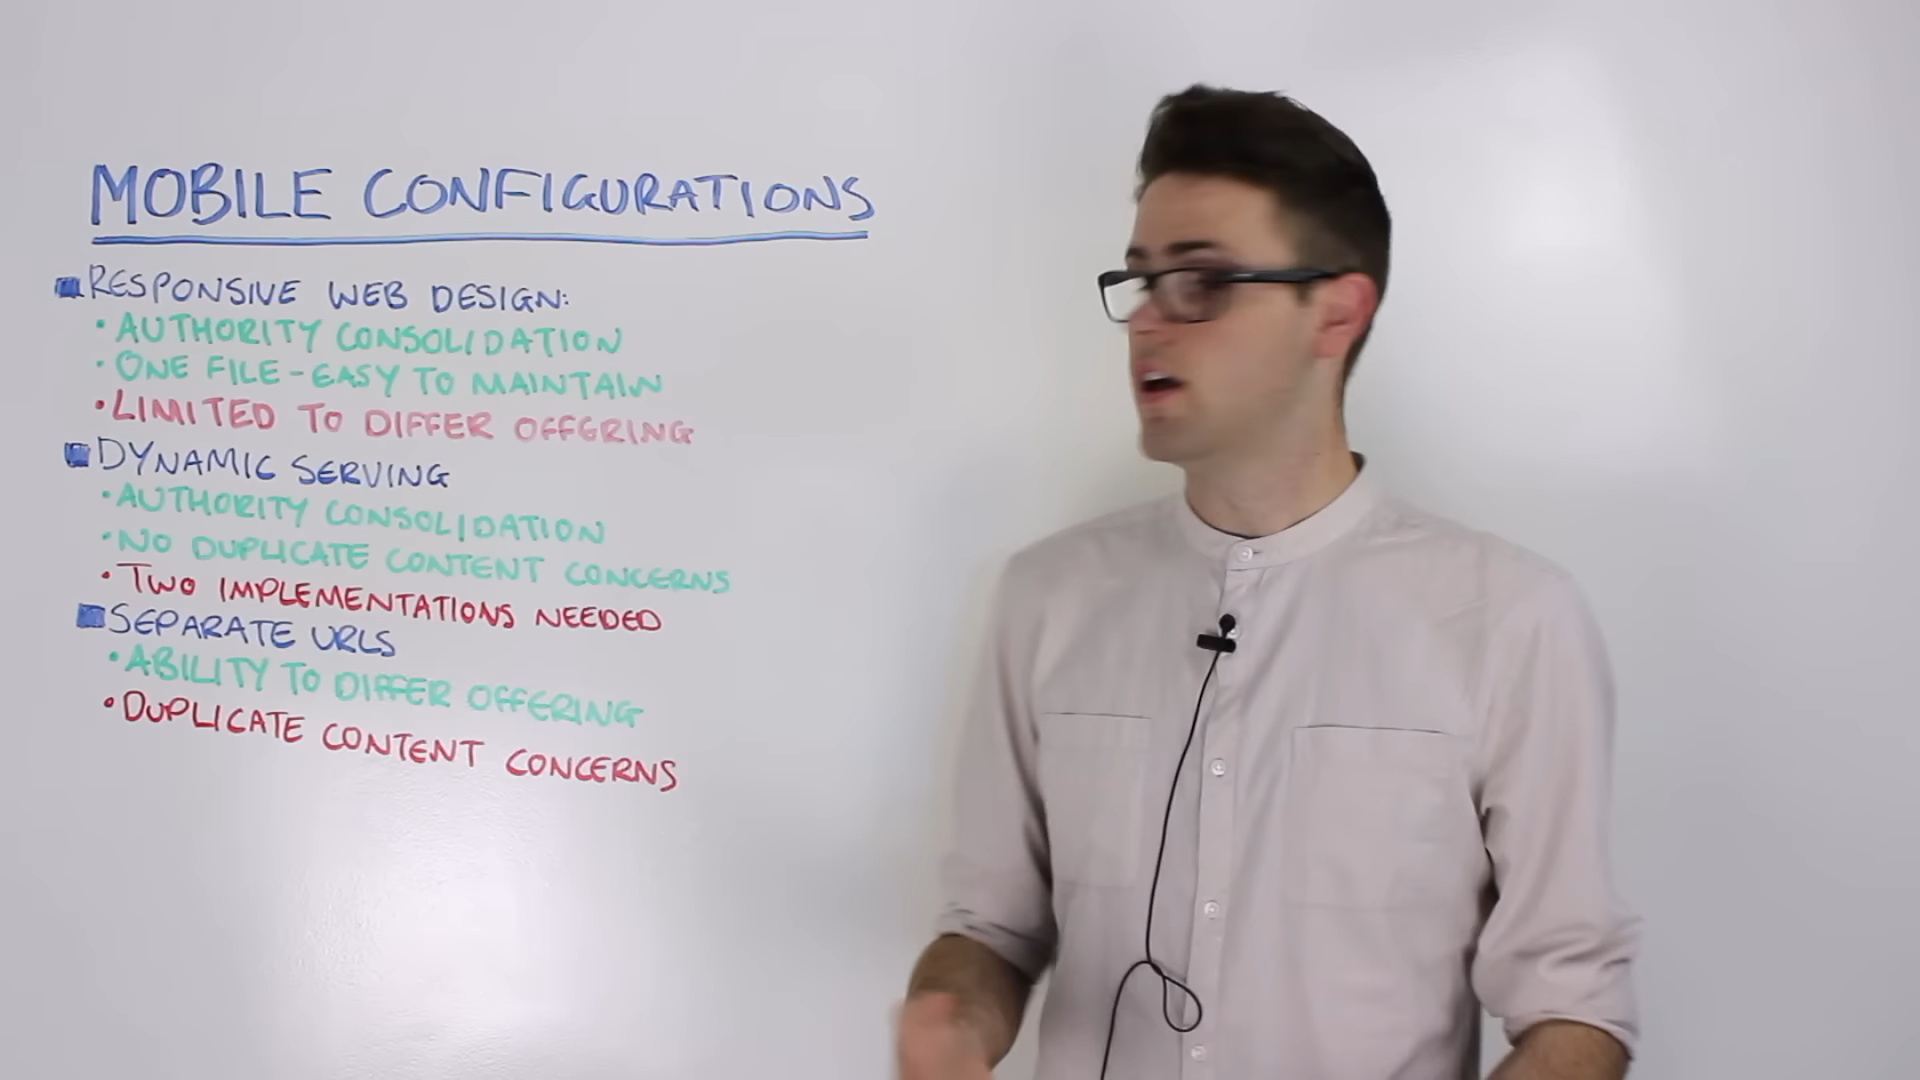 MOBILE CONFIGURATIONS
RESPONSIVE WEB DESIGN:
• AUTHORITY CONSOLIDATION
• ONE FILE - EASY TO MAINTAIN
• LIMITED TO DIFFER OFFERING
DYNAMIC SERVING
• AUTHORITY CONSOLIDATION
• NO DUPLICATE CONTENT CONCERNS
• TWO IMPLEMENTATIONS NEEDED
SEPARATE URLS
• ABILITY TO DIFFER OFFERING
• DUPLICATE CONTENT CONCERNS